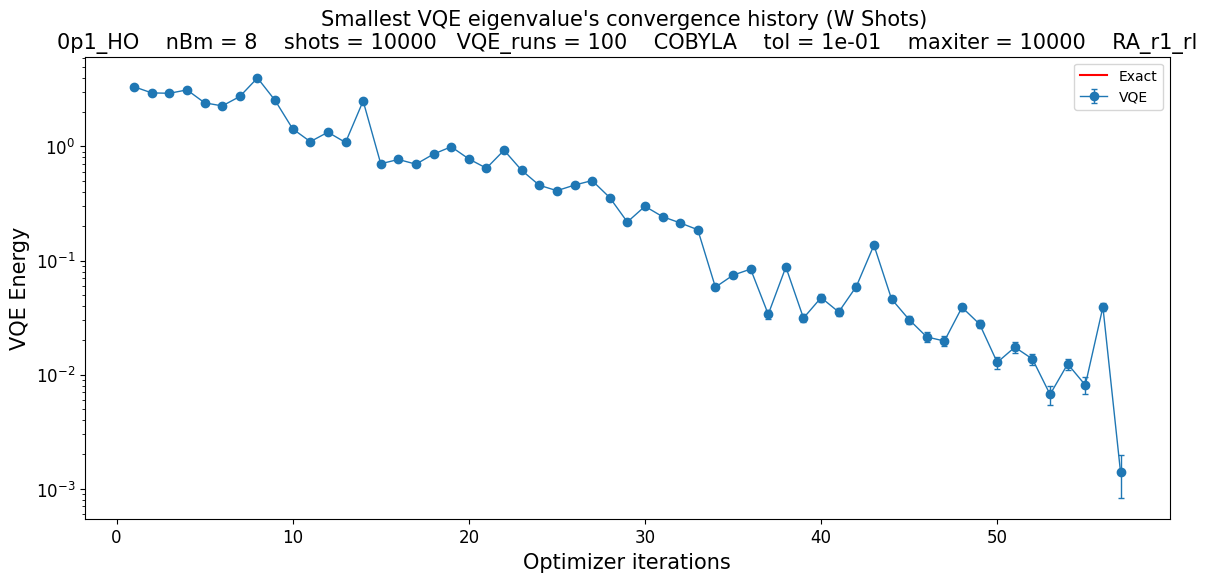 Smallest VQE eigenvalue's convergence history (W Shots)
0p1_HO nBm = 8 shots = 10000 VQE_runs = 100 COBYLA tol = 1e-01 maxiter = 10000 RA_r1_rl
Exact
VQE
VQE Energy
10⁰
10⁻¹
10⁻²
10⁻³
0 10 20 30 40 50
Optimizer iterations